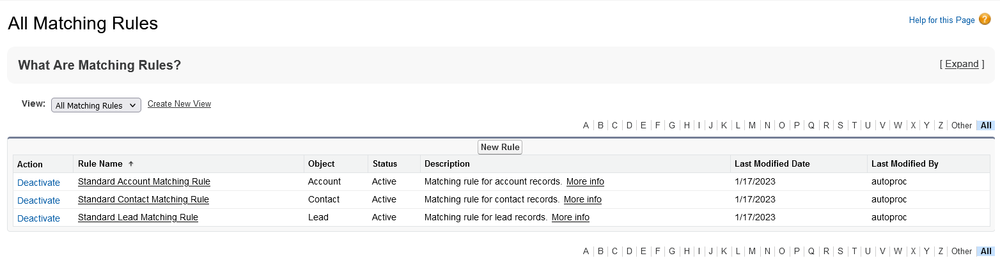 All Matching Rules
Help for this Page ?
What Are Matching Rules?
[ Expand ]
View: All Matching Rules Create New View
A B C D E F G H I J K L M N O P Q R S T U V W X Y Z Other All
New Rule
Action Rule Name Object Status Description Last Modified Date Last Modified By
Deactivate Standard Account Matching Rule Account Active Matching rule for account records. More info 1/17/2023 autoproc
Deactivate Standard Contact Matching Rule Contact Active Matching rule for contact records. More info 1/17/2023 autoproc
Deactivate Standard Lead Matching Rule Lead Active Matching rule for lead records. More info 1/17/2023 autoproc
A B C D E F G H I J K L M N O P Q R S T U V W X Y Z Other All